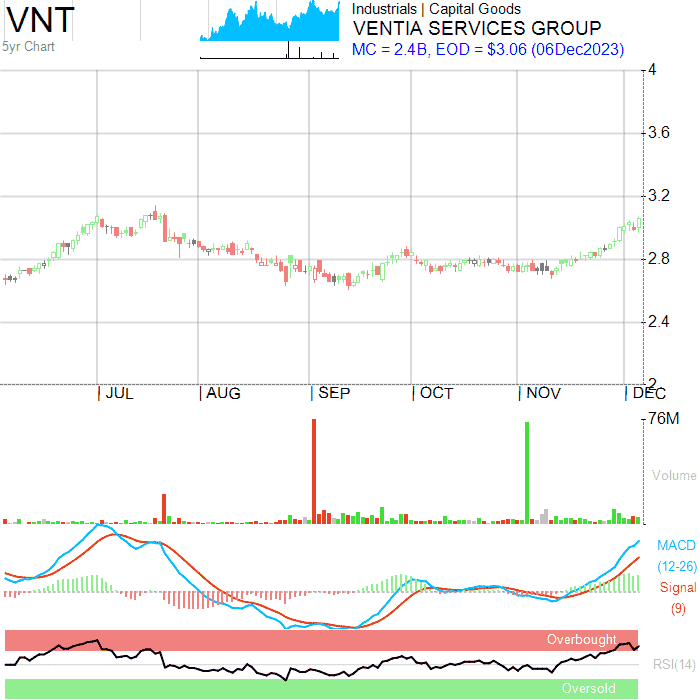 VNT
5yr Chart
Industrials | Capital Goods
VENTIA SERVICES GROUP
MC = 2.4B, EOD = $3.06 (06Dec2023)
4
3.6
3.2
2.8
2.4
2
JUL
AUG
SEP
OCT
NOV
DEC
76M
Volume
MACD
(12-26)
Signal
(9)
Overbought
RSI(14)
Oversold